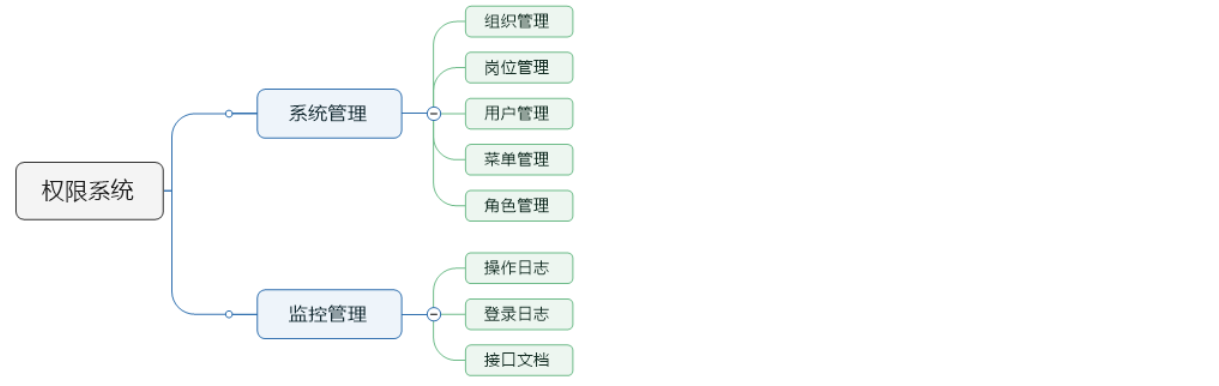 权限系统
系统管理
组织管理
岗位管理
用户管理
菜单管理
角色管理
监控管理
操作日志
登录日志
接口文档